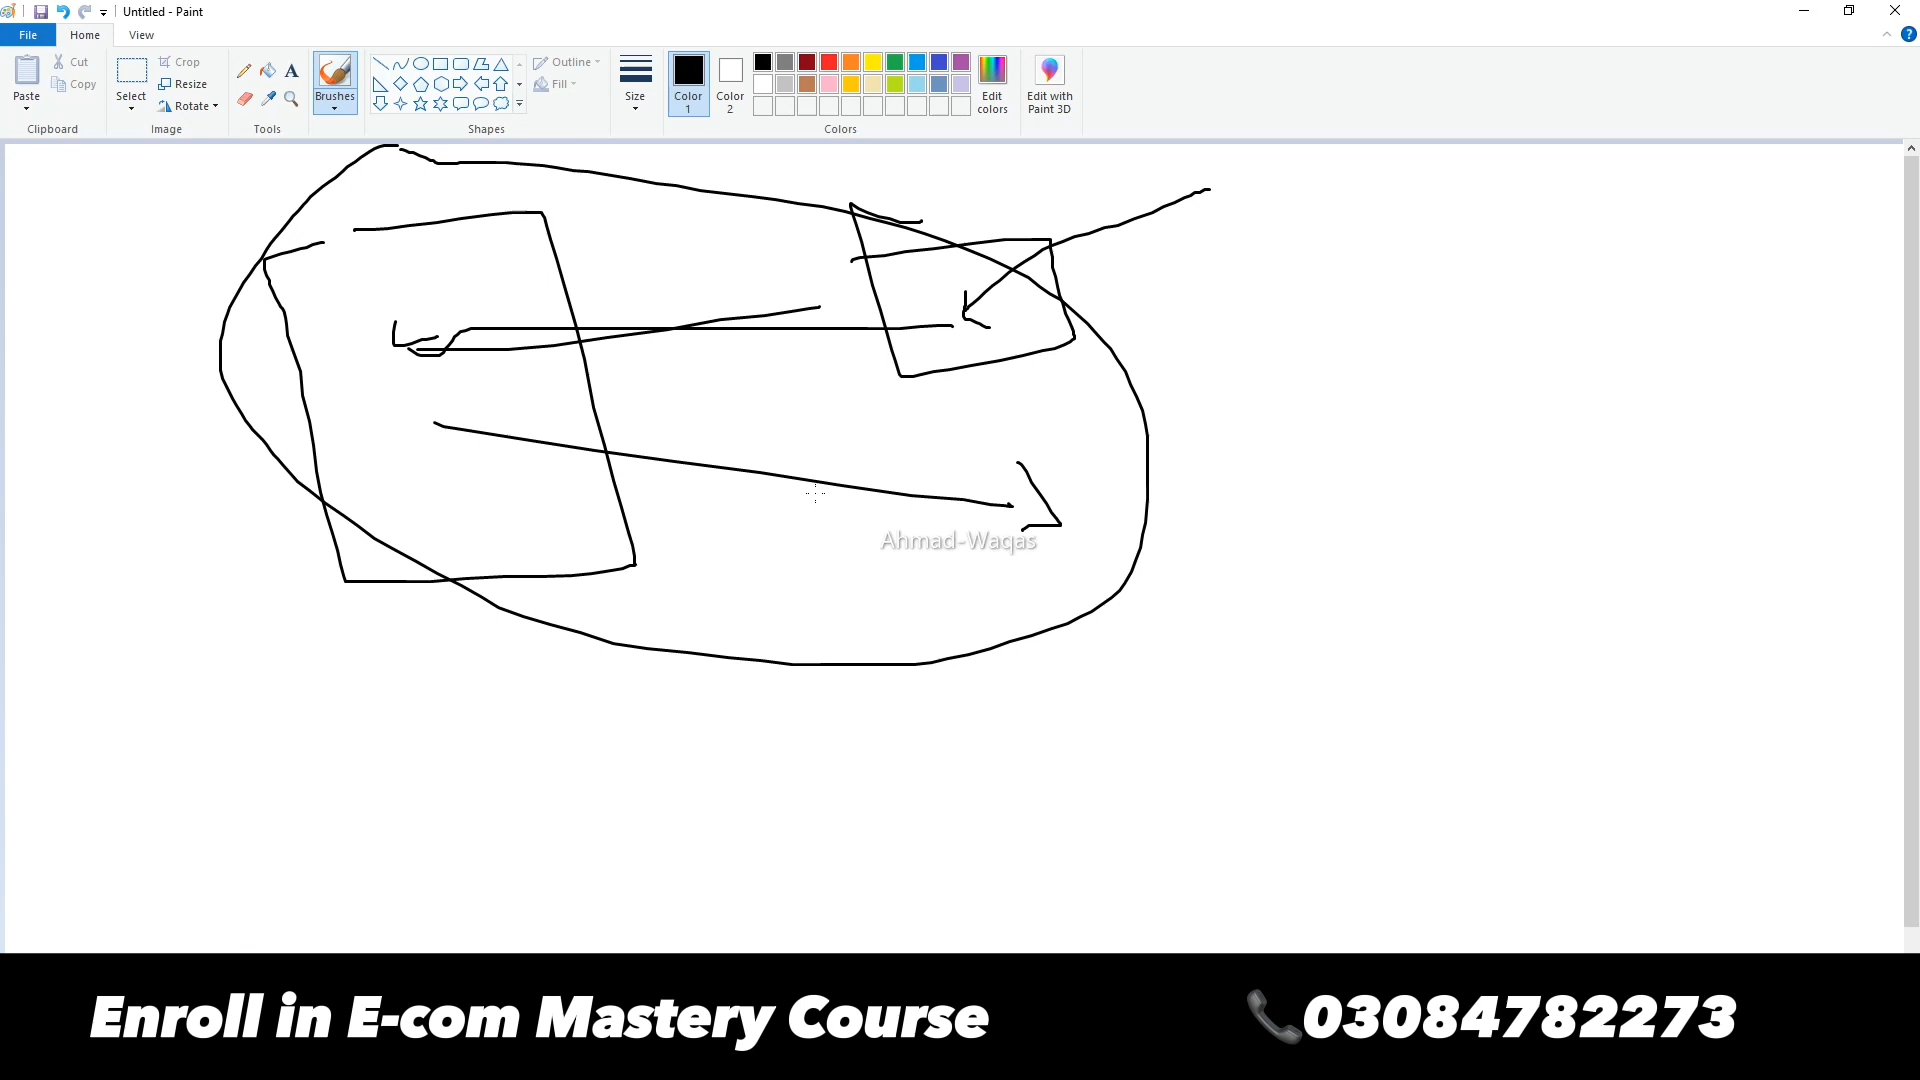 Untitled - Paint
File
Home
View
Paste
Cut
Copy
Clipboard
Select
Crop
Resize
Rotate
Image
A
Tools
Brushes
Outline
Fill
Shapes
Size
Color
1
Color
2
Edit
colors
Colors
Edit with
Paint 3D
?
Ahmad-Waqas
Enroll in E-com Mastery Course
03084782273